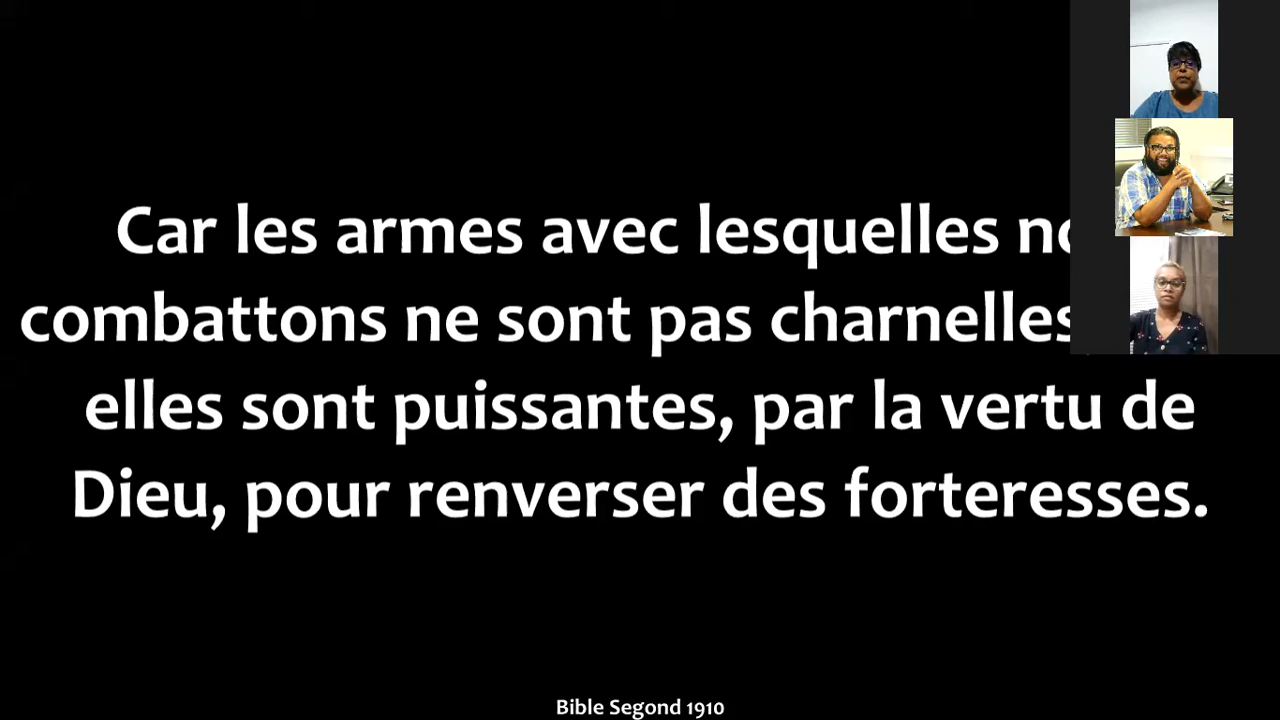 Car les armes avec lesquelles
combattons ne sont pas charnelles
elles sont puissantes, par la vertu de
Dieu, pour renverser des forteresses.
Bible Segond 1910